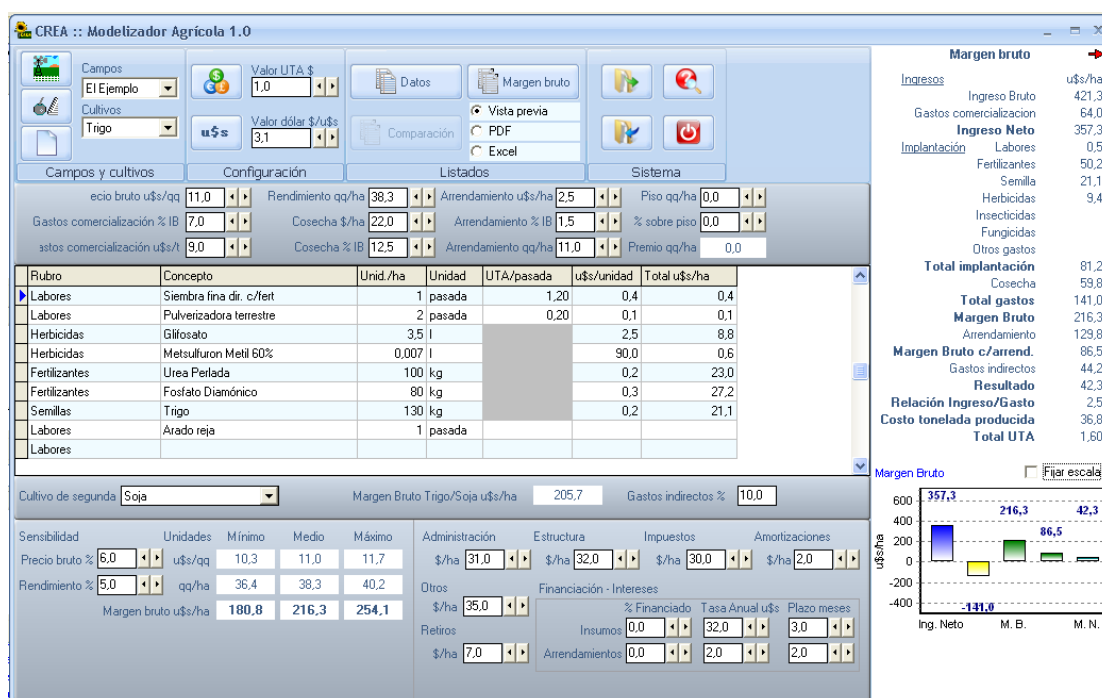 CREA :: Modelizador Agrícola 1.0
Campos
El Ejemplo
Cultivos
Trigo
Campos y cultivos
Valor UTA $
1,0
u$s
Valor dólar $/u$s
3,1
Configuración
Datos
Margen bruto
Comparación
Vista previa
PDF
Excel
Listados
Sistema
ecio bruto u$s/qq 11,0 Rendimiento qq/ha 38,3 Arrendamiento u$s/ha 2,5 Piso qq/ha 0,0
Gastos comercialización % IB 7,0 Cosecha $/ha 22,0 Arrendamiento % IB 1,5 % sobre piso 0,0
astos comercialización u$s/t 9,0 Cosecha % IB 12,5 Arrendamiento qq/ha 11,0 Premio qq/ha 0,0
Rubro Concepto Unid./ha Unidad UTA/pasada u$s/unidad Total u$s/ha
Labores Siembra fina dir. c/fert 1 pasada 1,20 0,4 0,4
Labores Pulverizadora terrestre 2 pasada 0,20 0,1 0,1
Herbicidas Glifosato 3,5 l 2,5 8,8
Herbicidas Metsulfuron Metil 60% 0,007 l 90,0 0,6
Fertilizantes Urea Perlada 100 kg 0,2 23,0
Fertilizantes Fosfato Diamónico 80 kg 0,3 27,2
Semillas Trigo 130 kg 0,2 21,1
Labores Arado reja 1 pasada
Labores
Cultivo de segunda Soja Margen Bruto Trigo/Soja u$s/ha 205,7 Gastos indirectos % 10,0
Sensibilidad Unidades Mínimo Medio Máximo
Precio bruto % 6,0 u$s/qq 10,3 11,0 11,7
Rendimiento % 5,0 qq/ha 36,4 38,3 40,2
Margen bruto u$s/ha 180,8 216,3 254,1
Administración Estructura Impuestos Amortizaciones
$/ha 31,0 $/ha 32,0 $/ha 30,0 $/ha 2,0
Otros
$/ha 35,0
Retiros
$/ha 7,0
Financiación - Intereses
% Financiado Tasa Anual u$s Plazo meses
Insumos 0,0 32,0 3,0
Arrendamientos 0,0 2,0 2,0
Margen bruto
Ingresos u$s/ha
Ingreso Bruto 421,3
Gastos comercializacion 64,0
Ingreso Neto 357,3
Implantación Labores 0,5
Fertilizantes 50,2
Semilla 21,1
Herbicidas 9,4
Insecticidas
Fungicidas
Otros gastos
Total implantación 81,2
Cosecha 59,8
Total gastos 141,0
Margen Bruto 216,3
Arrendamiento 129,8
Margen Bruto c/arrend. 86,5
Gastos indirectos 44,2
Resultado 42,3
Relación Ingreso/Gasto 2,5
Costo tonelada producida 36,8
Total UTA 1,60
Margen Bruto Fijar escala
u$s/ha
600
400
200
0
-200
-400
357,3
-141,0
216,3
86,5
42,3
Ing. Neto M. B. M. N.